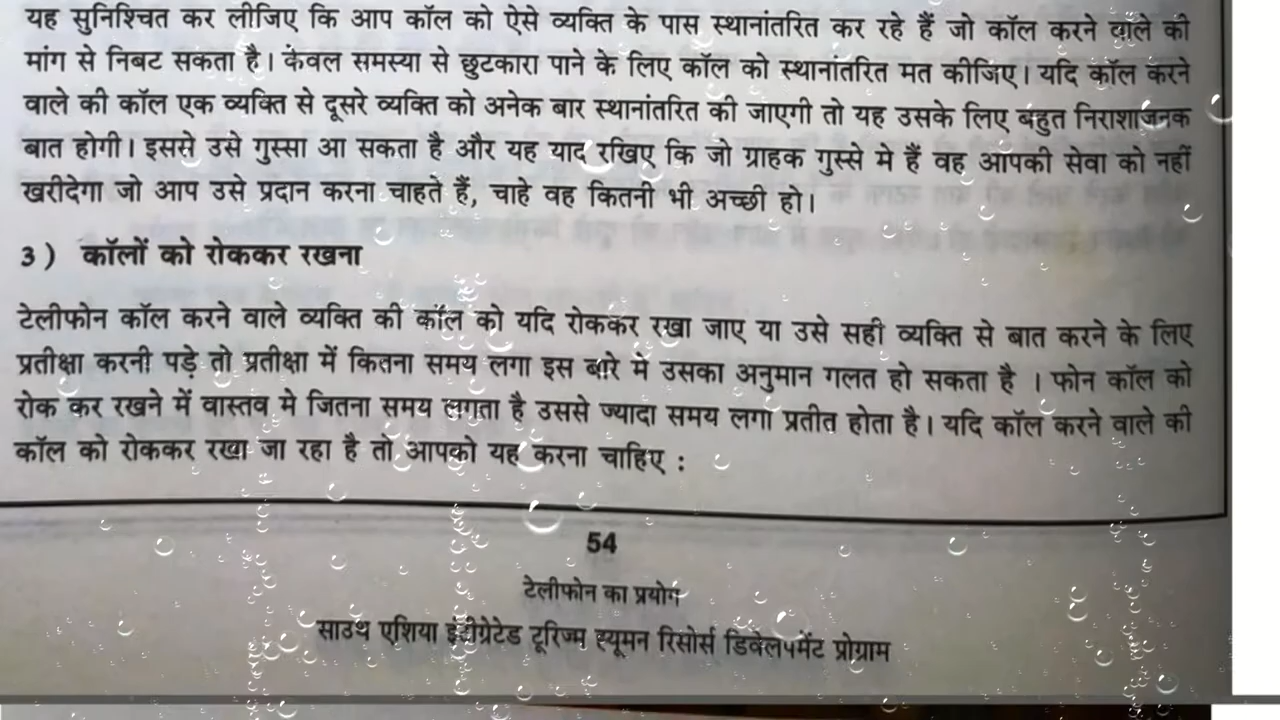 यह सुनिश्चित कर लीजिए कि आप कॉल को ऐसे व्यक्ति के पास स्थानांतरित कर रहे हैं जो कॉल करने वाले की
मांग से निबट सकता है। केवल समस्या से छुटकारा पाने के लिए कॉल को स्थानांतरित मत कीजिए। यदि कॉल करने
वाले की कॉल एक व्यक्ति से दूसरे व्यक्ति को अनेक बार स्थानांतरित की जाएगी तो यह उसके लिए बहुत निराशाजनक
बात होगी। इससे उसे गुस्सा आ सकता है और यह याद रखिए कि जो ग्राहक गुस्से मे हैं वह आपकी सेवा को नहीं
खरीदेगा जो आप उसे प्रदान करना चाहते हैं, चाहे वह कितनी भी अच्छी हो।
3) कॉलों को रोककर रखना
टेलीफोन कॉल करने वाले व्यक्ति की कॉल को यदि रोककर रखा जाए या उसे सही व्यक्ति से बात करने के लिए
प्रतीक्षा करनी पड़े तो प्रतीक्षा में कितना समय लगा इस बारे मे उसका अनुमान गलत हो सकता है । फोन कॉल को
रोक कर रखने में वास्तव मे जितना समय लगता है उससे ज्यादा समय लगा प्रतीत होता है। यदि कॉल करने वाले की
कॉल को रोककर रखा जा रहा है तो आपको यह करना चाहिए :
54
टेलीफोन का प्रयोग
साउथ एशिया इंटीग्रेटेड टूरिज्म ह्यूमन रिसोर्स डिवेलपमेंट प्रोग्राम